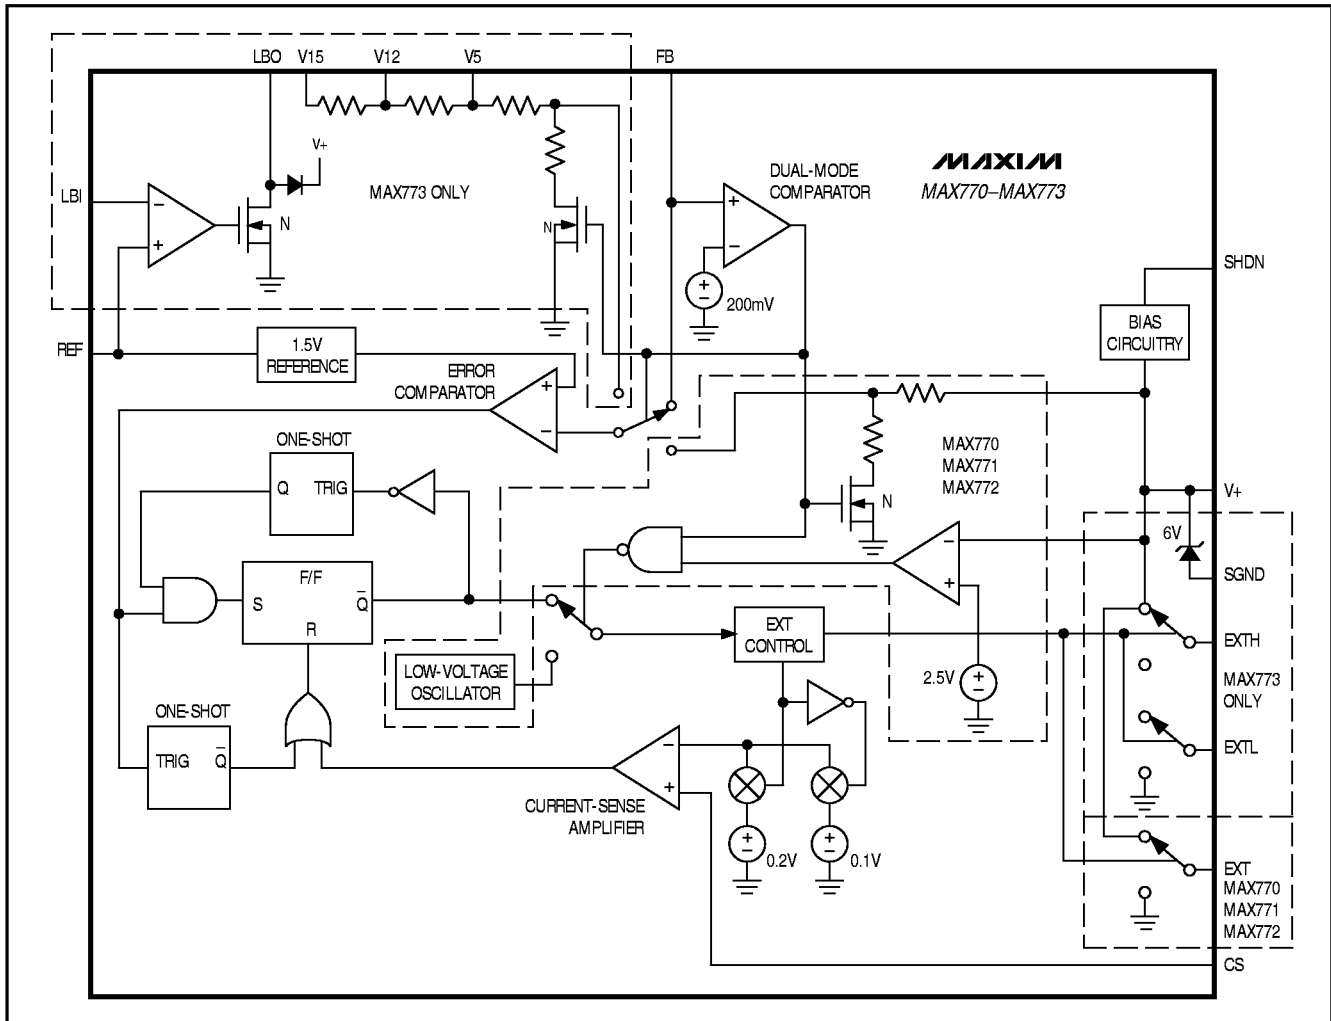 LBO V15 V12 V5 FB
V+
LBI
−
+
N
MAX773 ONLY
N
DUAL-MODE
COMPARATOR
+
−
+
−
200mV
MAXIM
MAX770–MAX773
SHDN
BIAS
CIRCUITRY
REF
1.5V
REFERENCE
ERROR
COMPARATOR
+
−
ONE-SHOT
Q TRIG
MAX770
MAX771
MAX772
N
V+
6V
SGND
−
+
F/F
S Q
R
EXT
CONTROL
EXTH
MAX773
ONLY
EXTL
LOW-VOLTAGE
OSCILLATOR
2.5V
+
−
ONE-SHOT
TRIG Q
−
+
CURRENT-SENSE
AMPLIFIER
+
−
0.2V
+
−
0.1V
EXT
MAX770
MAX771
MAX772
CS